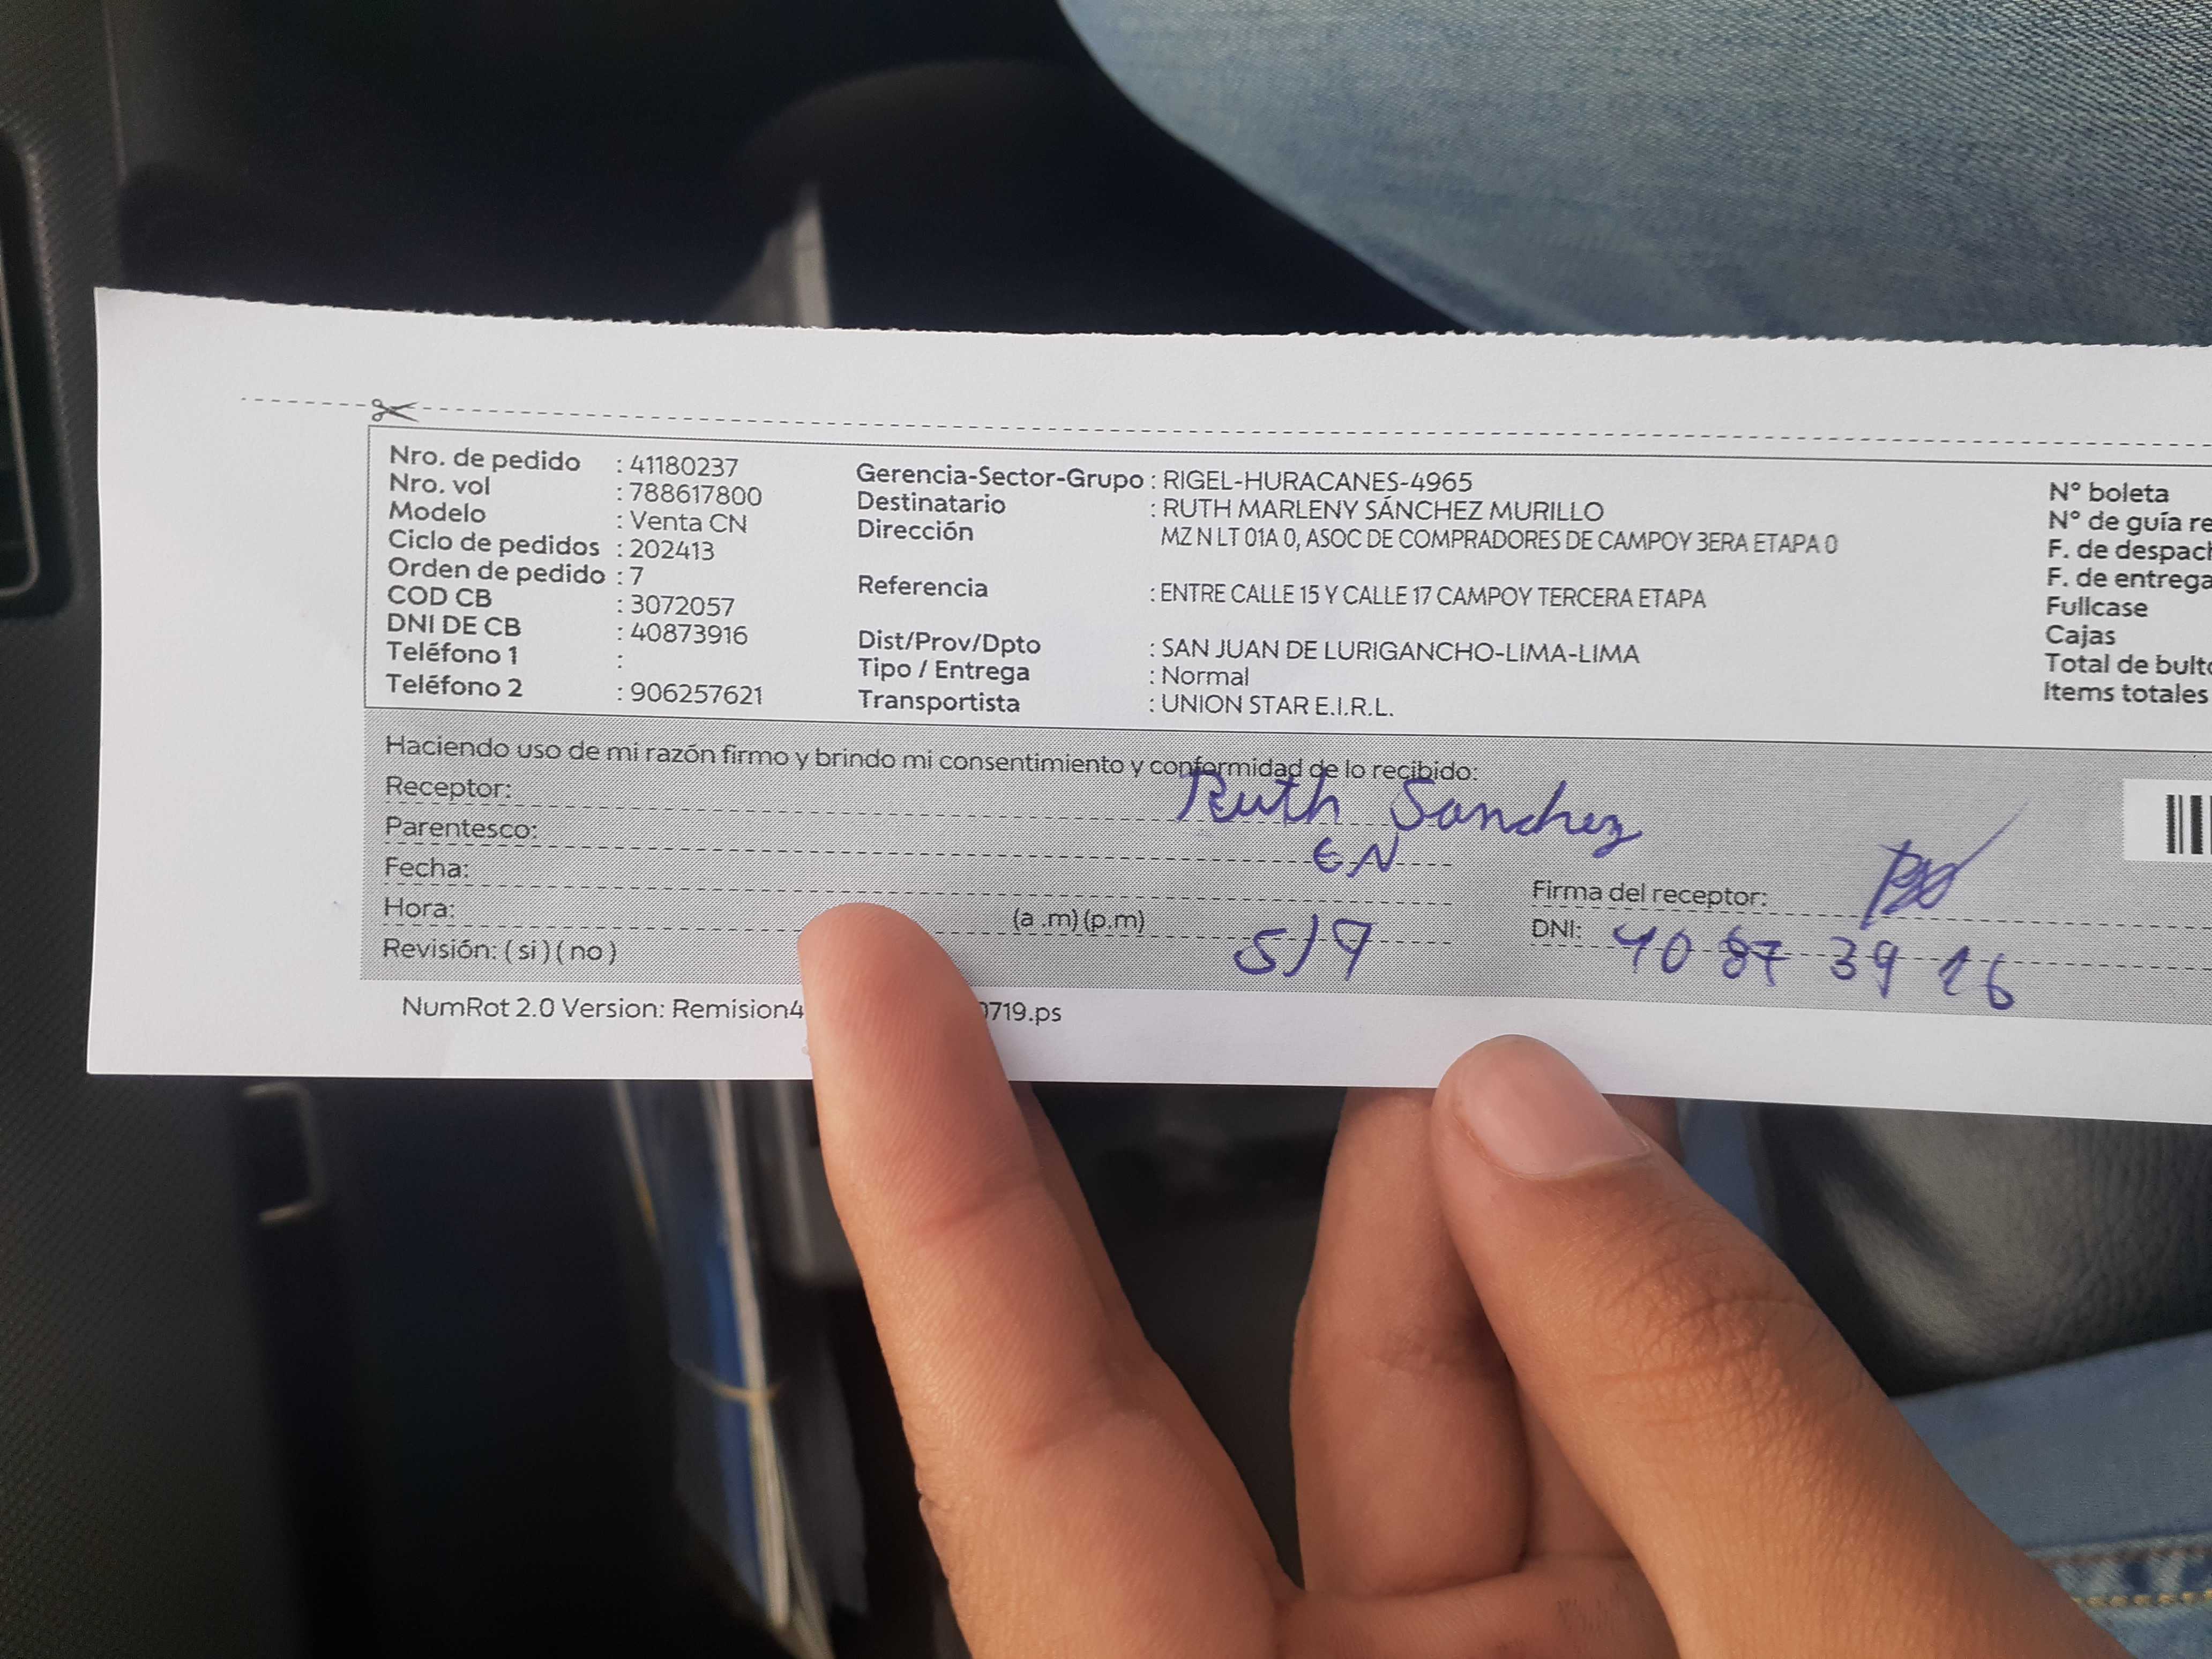 Nro. de pedido : 41180237
Nro. vol : 788617800
Modelo : Venta CN
Ciclo de pedidos : 202413
Orden de pedido : 7
COD CB : 3072057
DNI DE CB : 40873916
Teléfono 1 :
Teléfono 2 : 906257621
Gerencia-Sector-Grupo : RIGEL-HURACANES-4965
Destinatario : RUTH MARLENY SÁNCHEZ MURILLO
Dirección MZ N LT 01A 0, ASOC DE COMPRADORES DE CAMPOY 3ERA ETAPA 0
Referencia : ENTRE CALLE 15 Y CALLE 17 CAMPOY TERCERA ETAPA
Dist/Prov/Dpto : SAN JUAN DE LURIGANCHO-LIMA-LIMA
Tipo / Entrega : Normal
Transportista : UNION STAR E.I.R.L.
N° boleta
N° de guía re
F. de despach
F. de entrega
Fullcase
Cajas
Total de bulto
Items totales
Haciendo uso de mi razón firmo y brindo mi consentimiento y conformidad de lo recibido:
Receptor: Ruth Sanchez
Parentesco: EN
Fecha:
Hora: (a .m) (p.m) 5/9
Revisión: ( si ) ( no )
Firma del receptor:
DNI: 40 87 39 16
NumRot 2.0 Version: Remision4 0719.ps